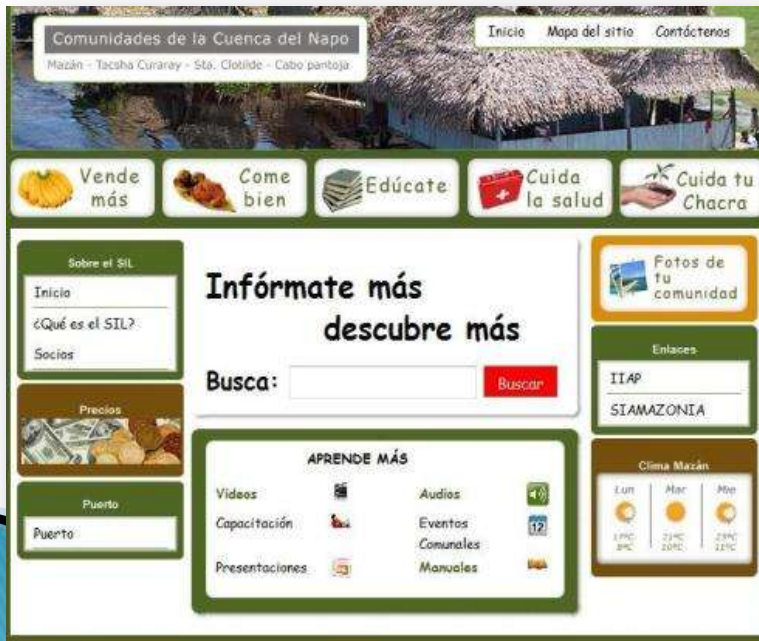 Comunidades de la Cuenca del Napo
Mazán - Tacsha Curaray - Sta. Clotilde - Cabo pantoja
Inicio Mapa del sitio Contáctenos
Vende
más
Come
bien
Edúcate
Cuida
la salud
Cuida tu
Chacra
Sobre el SIL
Inicio
¿Qué es el SIL?
Socios
Precios
Puerto
Puerto
Infórmate más
descubre más
Busca:
Buscar
APRENDE MÁS
Videos
Audios
Capacitación
Eventos
Comunales
12
Presentaciones
Manuales
Fotos de
tu
comunidad
Enlaces
IIAP
SIAMAZONIA
Clima Mazán
Lun Mar Mie